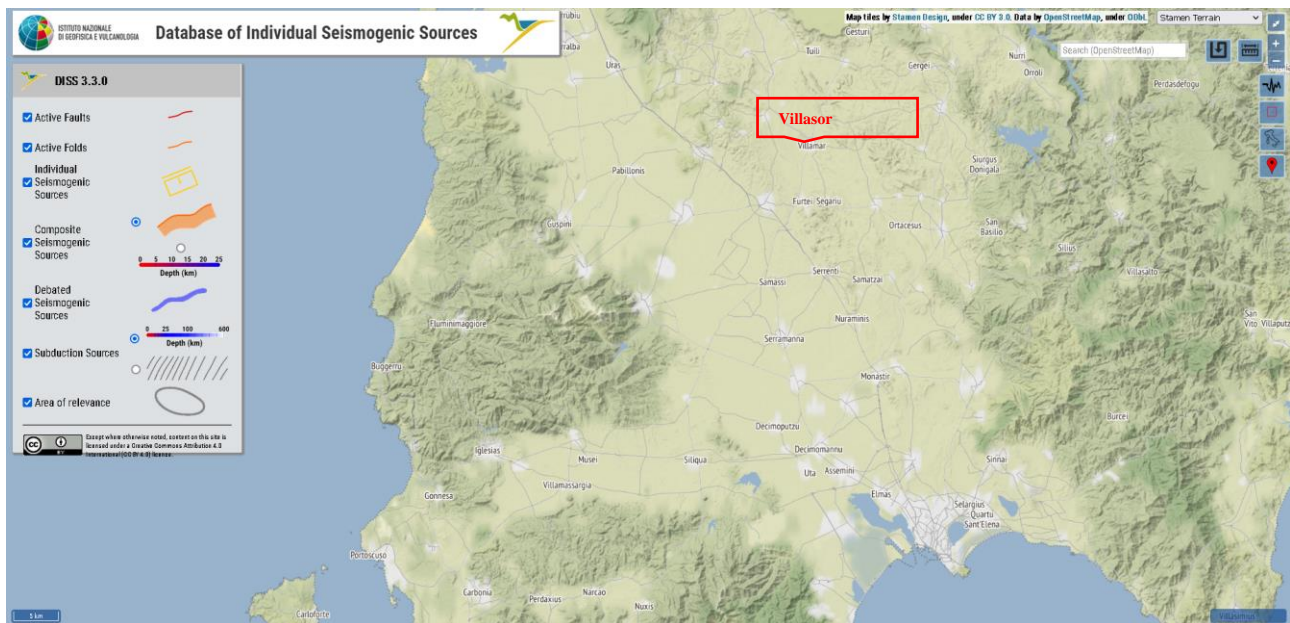 ISTITUTO NAZIONALE
DI GEOFISICA E VULCANOLOGIA
Database of Individual Seismogenic Sources
Map tiles by Stamen Design, under CC BY 3.0. Data by OpenStreetMap, under ODbL.
Stamen Terrain
Search (OpenStreetMap)
DISS 3.3.0
Active Faults
Active Folds
Individual
Seismogenic
Sources
Composite
Seismogenic
Sources
0 5 10 15 20 25
Depth (km)
Debated
Seismogenic
Sources
0 25 100 600
Depth (km)
Subduction Sources
Area of relevance
cc
BY
Except where otherwise noted, content on this site is
licensed under a Creative Commons Attribution 4.0
International (CC BY 4.0) license.
Uras
Tuili
Gesturi
Gergei
Nurri
Orroli
Perdasdefogu
Villasor
Villamar
Pabillonis
Siurgus
Donigala
Furtei Segariu
Guspini
Ortacesus
San
Basilio
Silius
Villasalto
Serrenti
Samassi
Samatzai
San
Vito Villaputz
Fluminimaggiore
Nuraminis
Serramanna
Buggerru
Monastir
Burcei
Decimoputzu
Iglesias
Musei
Siliqua
Decimomannu
Sinnai
Uta Assemini
Villamassargia
Gonnesa
Elmas
Selargius
Quartu
Sant'Elena
Portoscuso
Carbonia
Perdaxius
Narcao
Nuxis
Carloforte
5 km
Villasimius